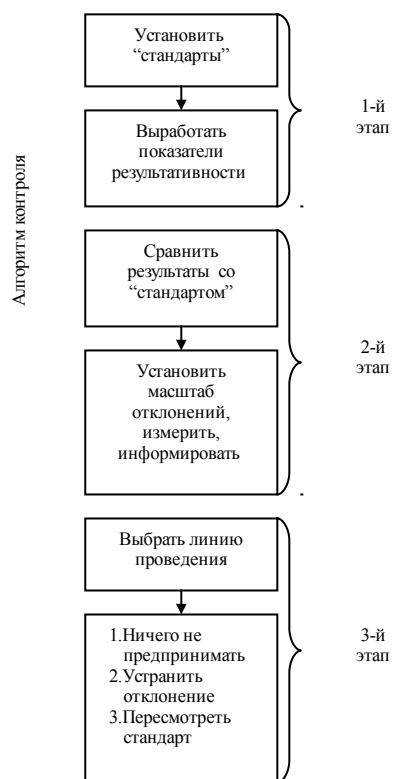 Алгоритм контроля
Установить
“стандарты”
Выработать
показатели
результативности
1-й
этап
Сравнить
результаты со
“стандартом”
Установить
масштаб
отклонений,
измерить,
информировать
2-й
этап
Выбрать линию
проведения
1.Ничего не
предпринимать
2.Устранить
отклонение
3.Пересмотреть
стандарт
3-й
этап